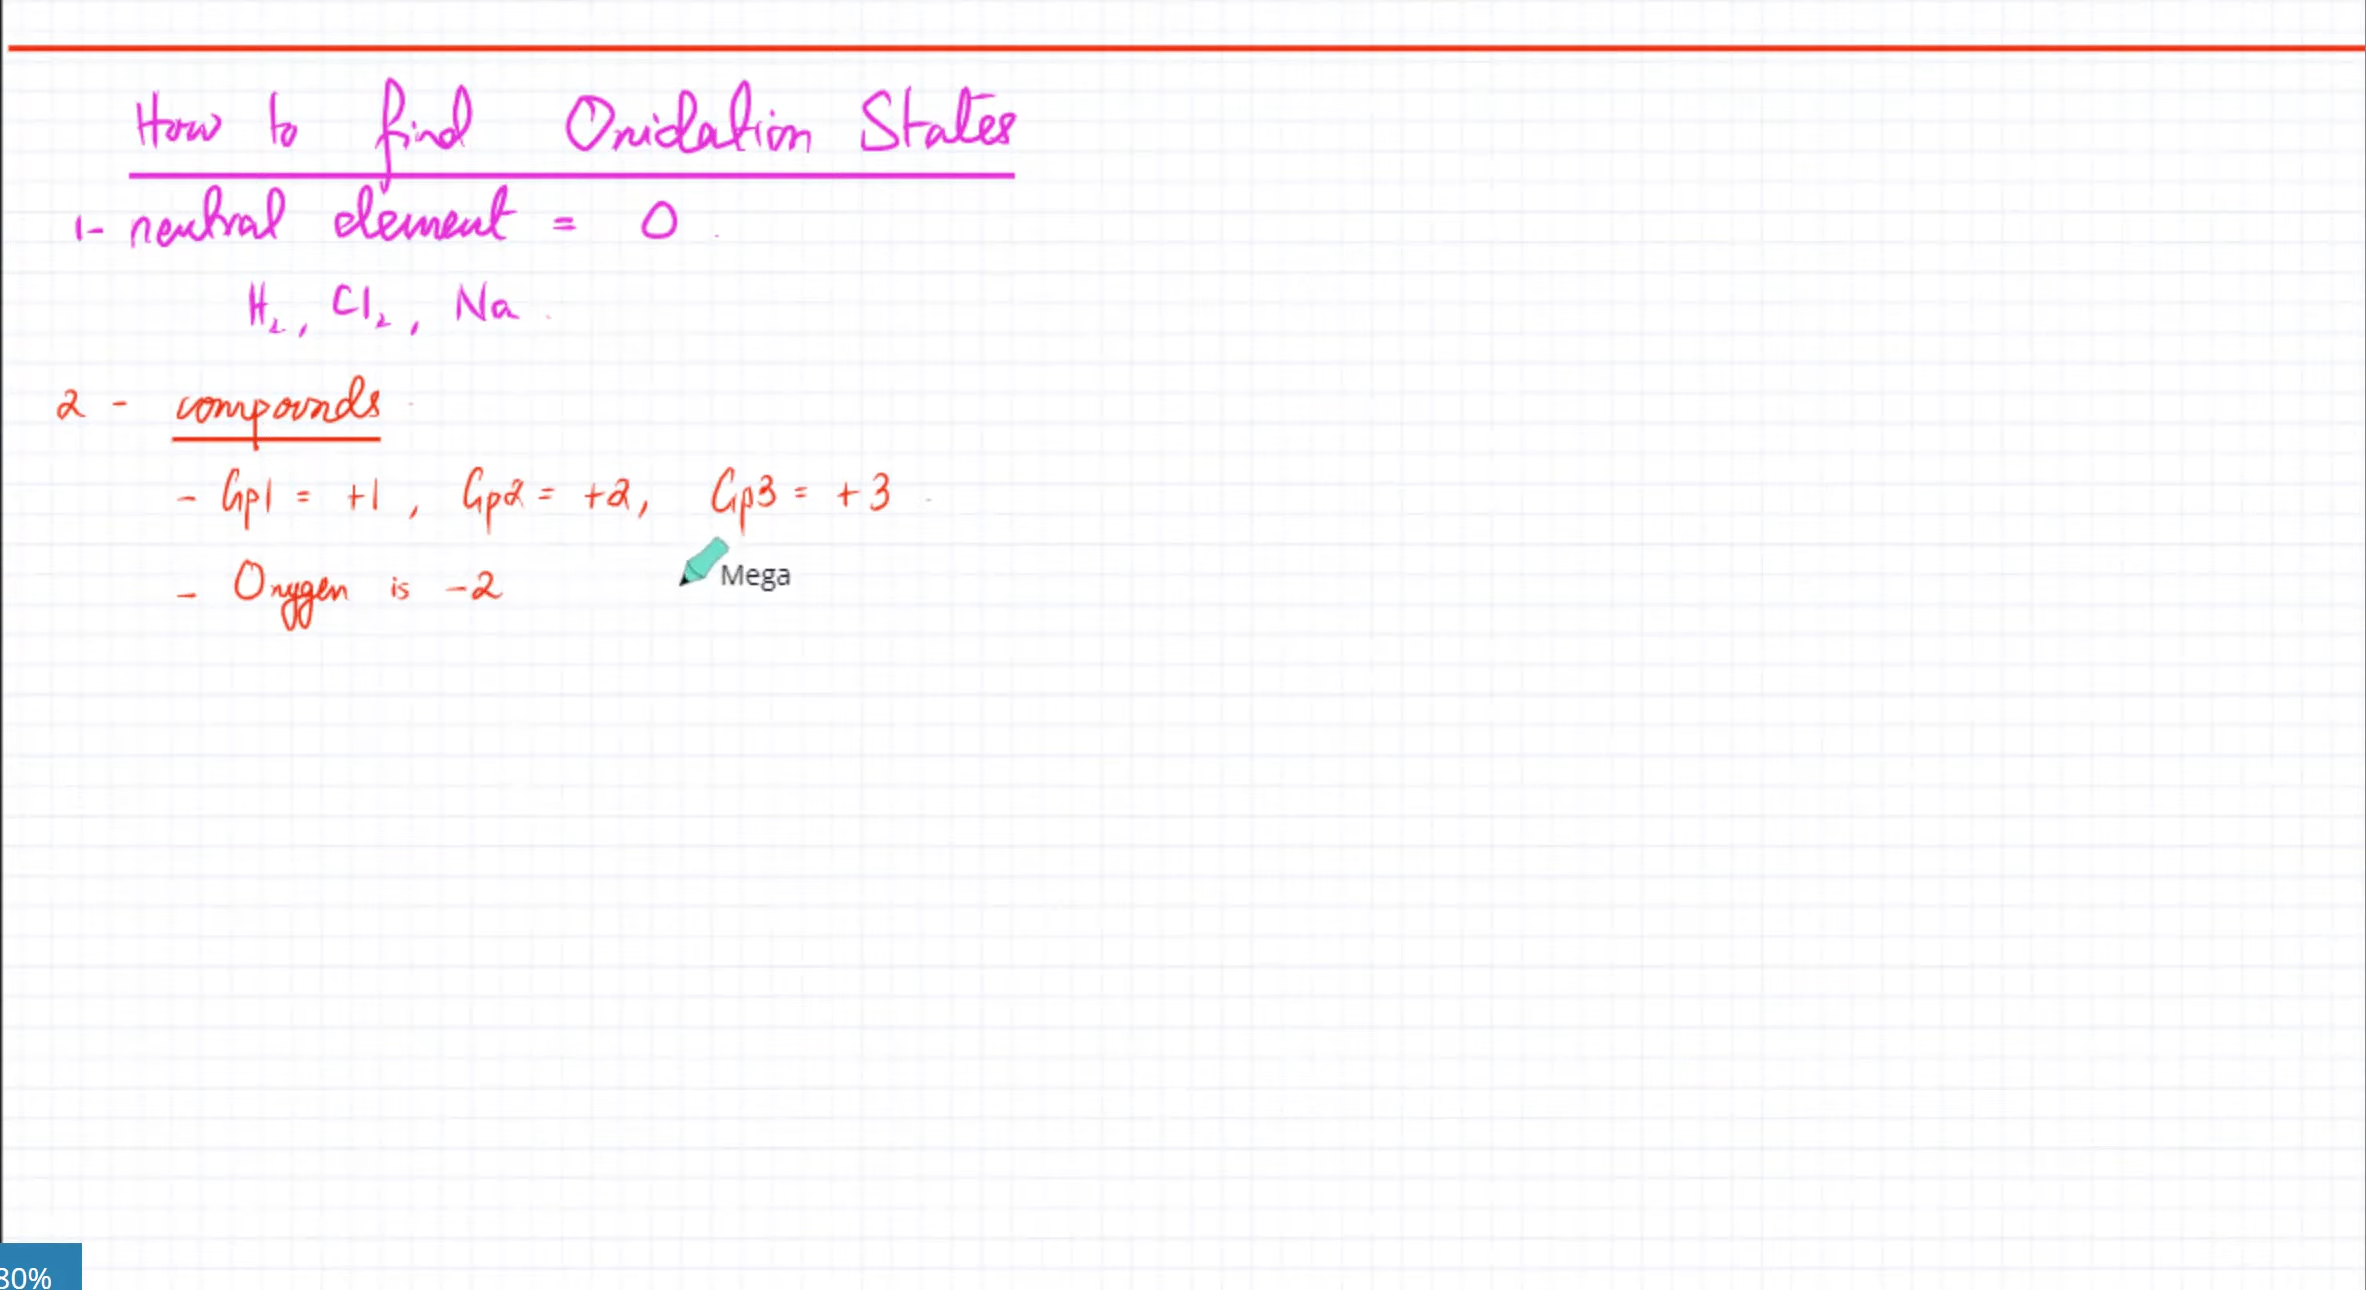 How to find Oxidation States
1- neutral element = 0.
H₂, Cl₂, Na.
2 - compounds.
- Gp1 = +1, Gp2 = +2, Gp3 = +3.
- Oxygen is -2
Mega
80%